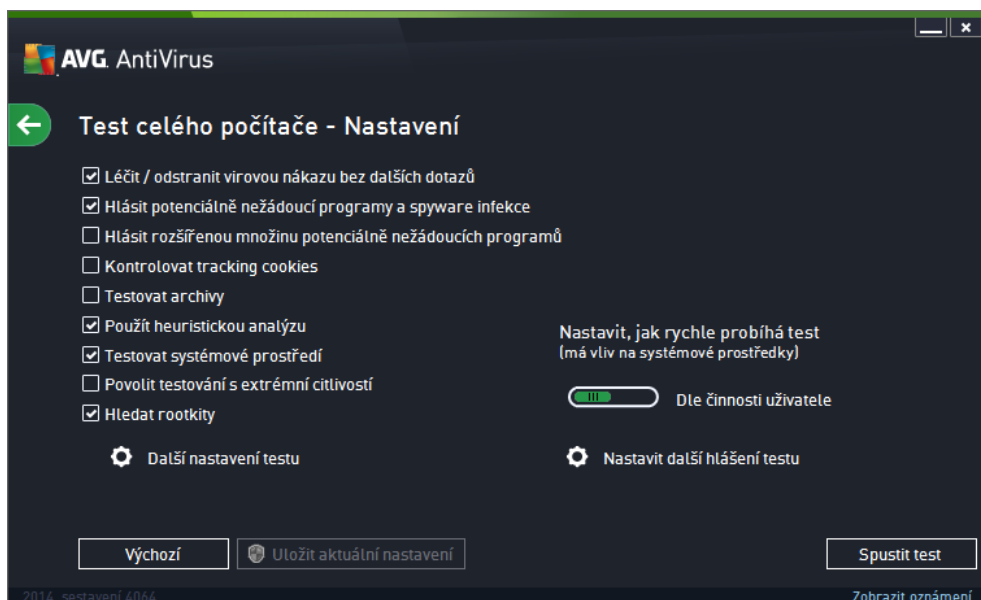 AVG. AntiVirus
Test celého počítače - Nastavení
Léčit / odstranit virovou nákazu bez dalších dotazů
Hlásit potenciálně nežádoucí programy a spyware infekce
Hlásit rozšířenou množinu potenciálně nežádoucích programů
Kontrolovat tracking cookies
Testovat archivy
Použít heuristickou analýzu
Testovat systémové prostředí
Povolit testování s extrémní citlivostí
Hledat rootkity
Nastavit, jak rychle probíhá test
(má vliv na systémové prostředky)
Dle činnosti uživatele
Další nastavení testu
Nastavit další hlášení testu
Výchozí
Uložit aktuální nastavení
Spustit test
2014, sestavení 4064
Zobrazit oznámení